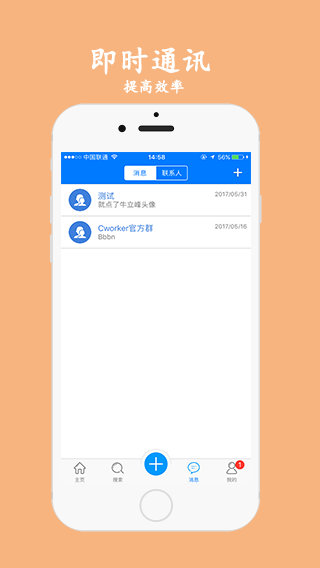 即时通讯
提高效率
中国联通 14:58 56%
消息 联系人
测试 2017/05/31
就点了牛立峰头像
Cworker官方群 2017/05/16
Bbbn
1
主页 搜索 消息 我的